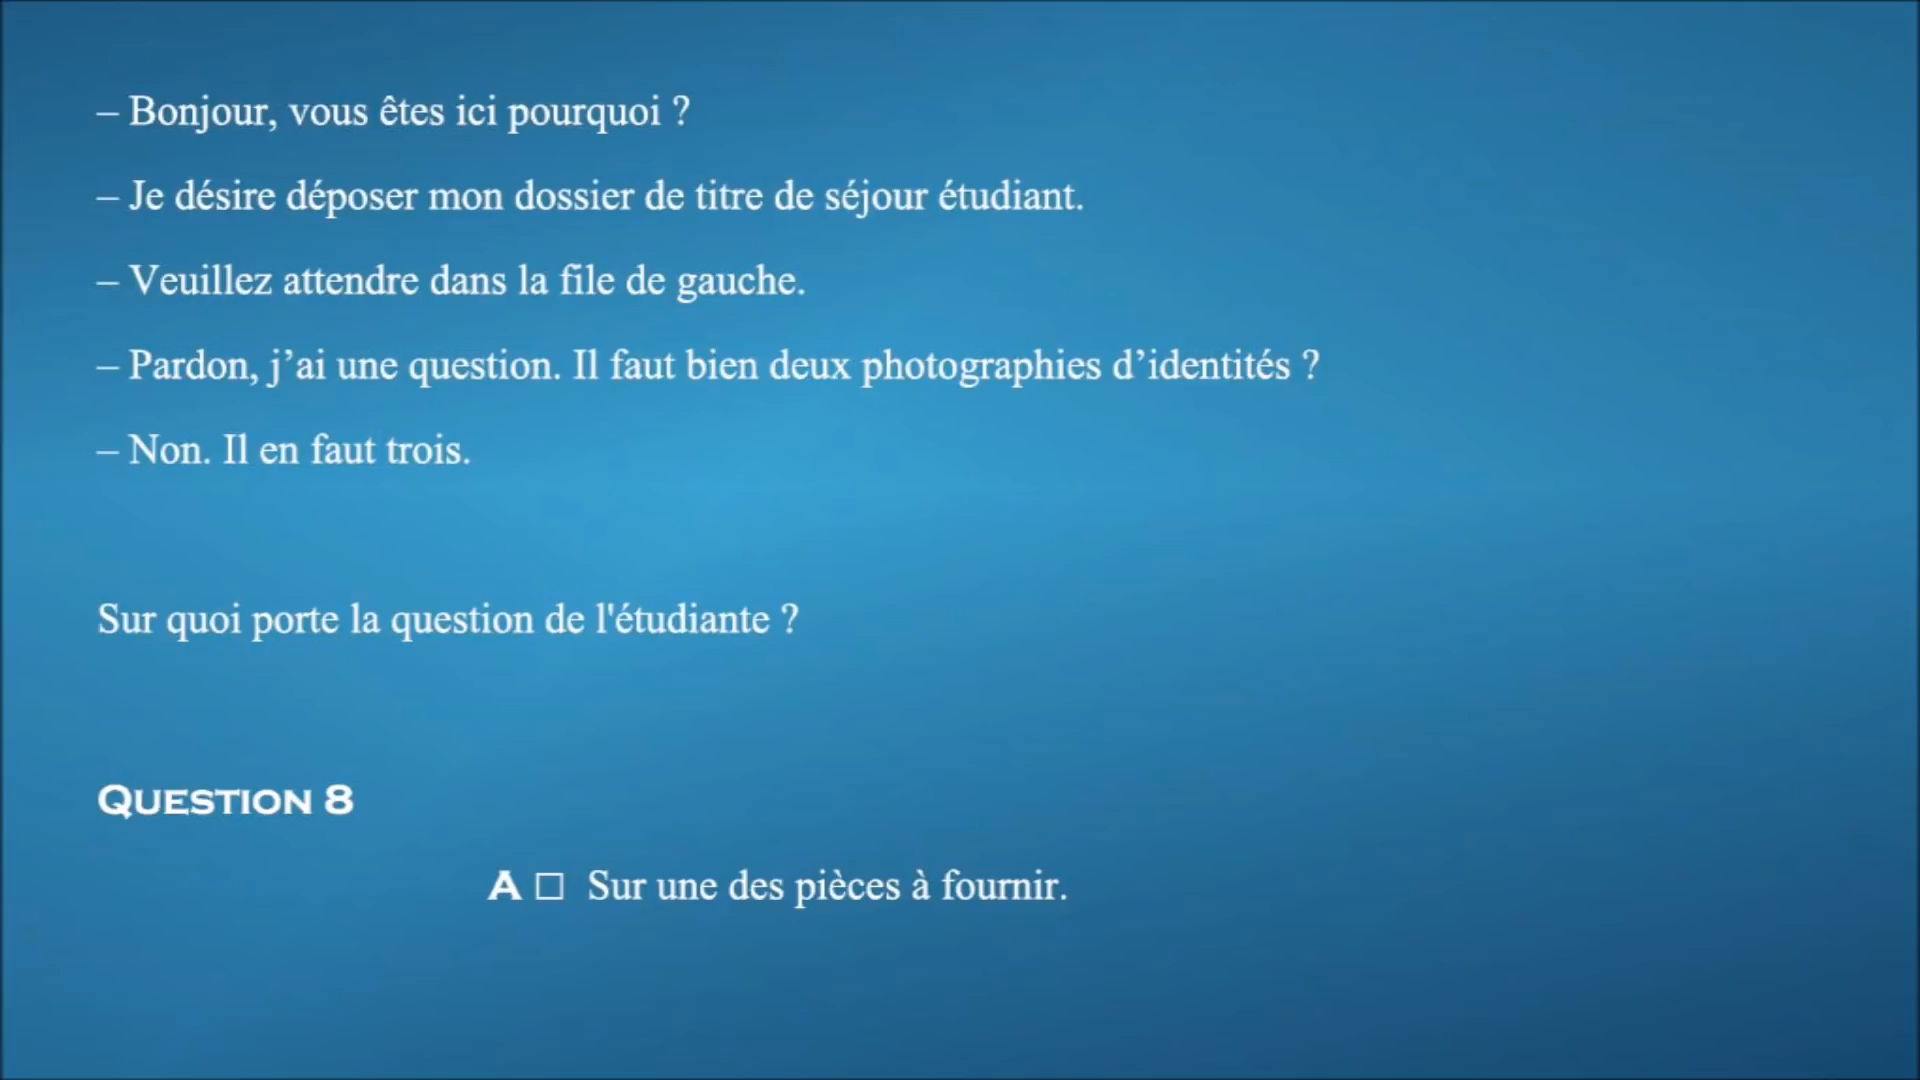 – Bonjour, vous êtes ici pourquoi ?
– Je désire déposer mon dossier de titre de séjour étudiant.
– Veuillez attendre dans la file de gauche.
– Pardon, j’ai une question. Il faut bien deux photographies d’identités ?
– Non. Il en faut trois.
Sur quoi porte la question de l'étudiante ?
QUESTION 8
A □ Sur une des pièces à fournir.